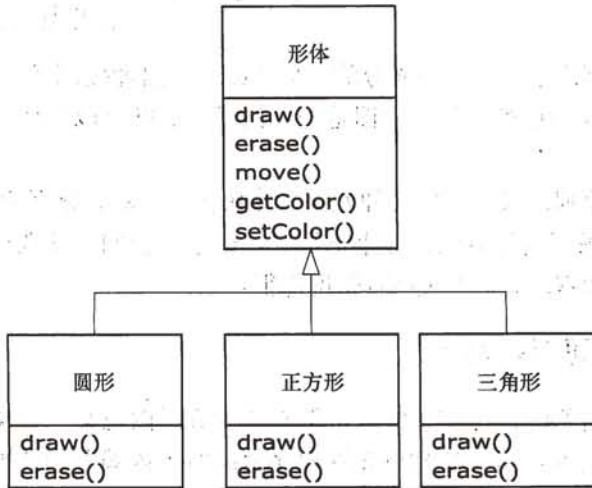 形体
draw()
erase()
move()
getColor()
setColor()
圆形
draw()
erase()
正方形
draw()
erase()
三角形
draw()
erase()